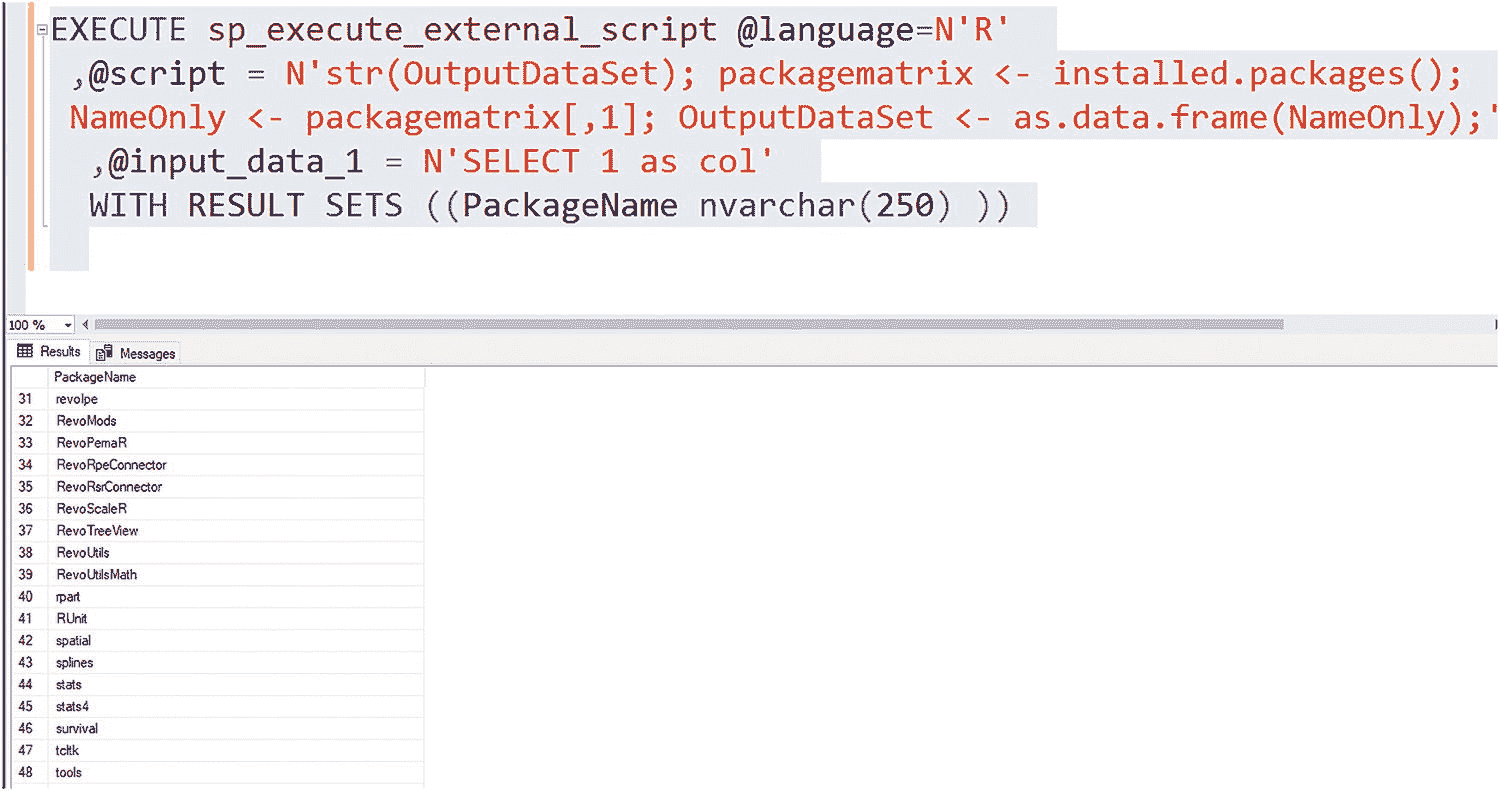 EXECUTE sp_execute_external_script @language=N'R'
,@script = N'str(OutputDataSet); packagematrix <- installed.packages();
NameOnly <- packagematrix[,1]; OutputDataSet <- as.data.frame(NameOnly);'
,@input_data_1 = N'SELECT 1 as col'
WITH RESULT SETS ((PackageName nvarchar(250) ))
100 %
Results Messages
PackageName
31 revoIpe
32 RevoMods
33 RevoPemaR
34 RevoRpeConnector
35 RevoRsrConnector
36 RevoScaleR
37 RevoTreeView
38 RevoUtils
39 RevoUtilsMath
40 rpart
41 RUnit
42 spatial
43 splines
44 stats
45 stats4
46 survival
47 tcltk
48 tools